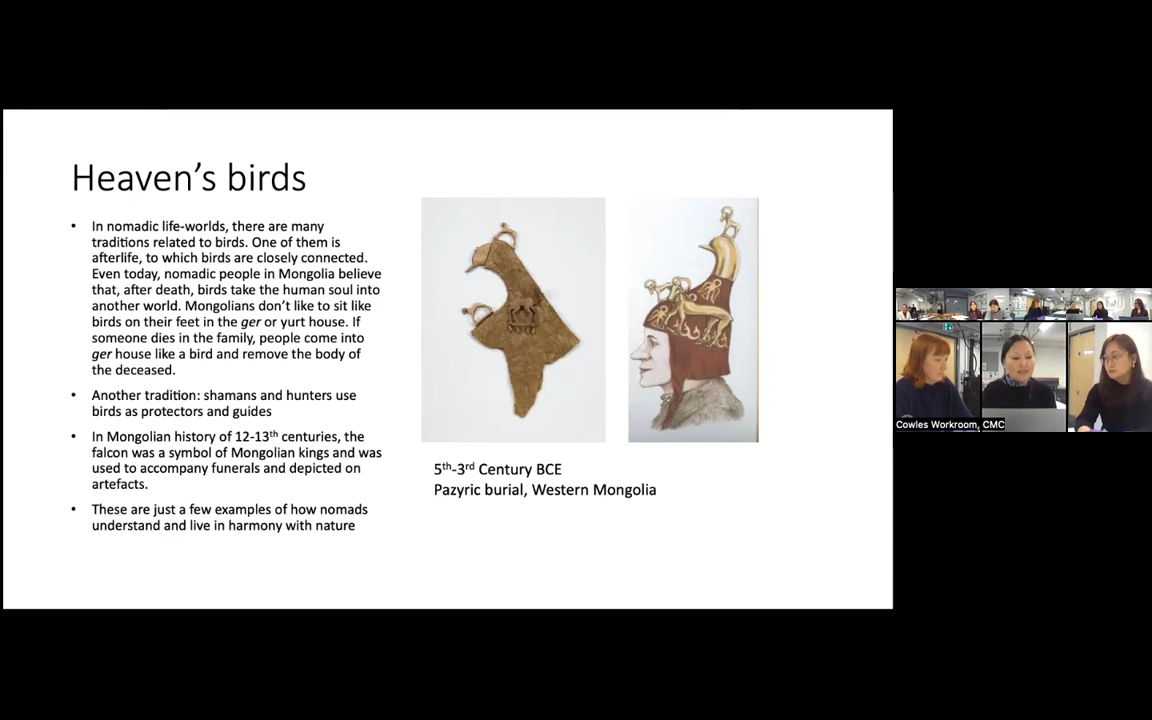 Heaven's birds
• In nomadic life-worlds, there are many
traditions related to birds. One of them is
afterlife, to which birds are closely connected.
Even today, nomadic people in Mongolia believe
that, after death, birds take the human soul into
another world. Mongolians don't like to sit like
birds on their feet in the ger or yurt house. If
someone dies in the family, people come into
ger house like a bird and remove the body of
the deceased.
• Another tradition: shamans and hunters use
birds as protectors and guides
• In Mongolian history of 12-13th centuries, the
falcon was a symbol of Mongolian kings and was
used to accompany funerals and depicted on
artefacts.
• These are just a few examples of how nomads
understand and live in harmony with nature
5th-3rd Century BCE
Pazyric burial, Western Mongolia
Cowles Workroom, CMC